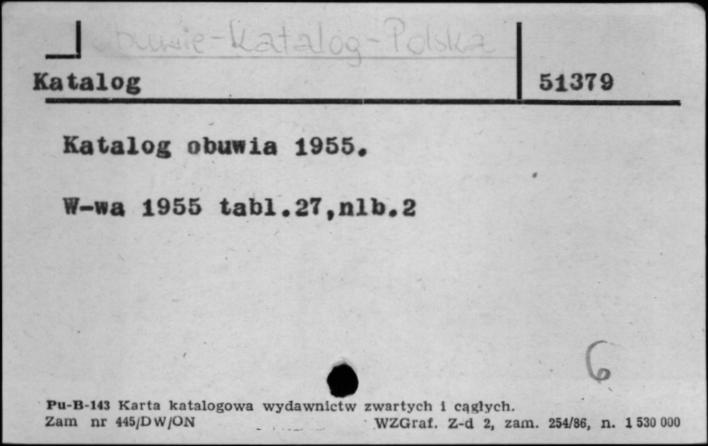 Obuwie-Katalog-Polska
Katalog 51379
Katalog obuwia 1955.
W-wa 1955 tabl.27,nlb.2
6
Pu-B-143 Karta katalogowa wydawnictw zwartych i ciągłych.
Zam nr 445/DW/ON WZGraf. Z-d 2, zam. 254/86, n. 1 530 000